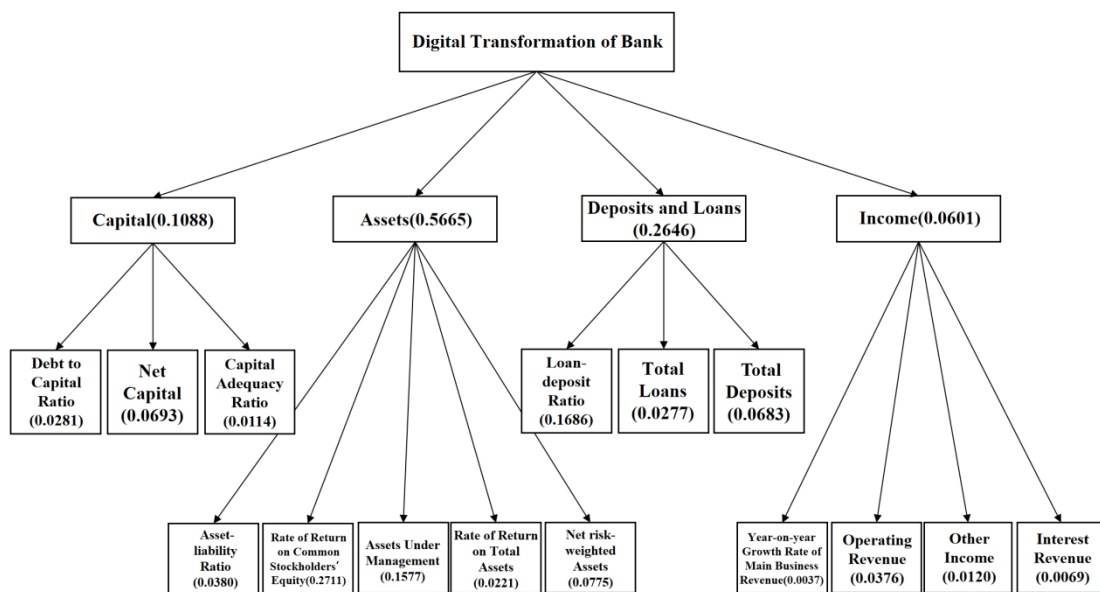 Digital Transformation of Bank
Capital(0.1088)
Assets(0.5665)
Deposits and Loans
(0.2646)
Income(0.0601)
Debt to
Capital
Ratio
(0.0281)
Net
Capital
(0.0693)
Capital
Adequacy
Ratio
(0.0114)
Loan-
deposit
Ratio
(0.1686)
Total
Loans
(0.0277)
Total
Deposits
(0.0683)
Asset-
liability
Ratio
(0.0380)
Rate of Return
on Common
Stockholders'
Equity(0.2711)
Assets Under
Management
(0.1577)
Rate of Return
on Total
Assets
(0.0221)
Net risk-
weighted
Assets
(0.0775)
Year-on-year
Growth Rate of
Main Business
Revenue(0.0037)
Operating
Revenue
(0.0376)
Other
Income
(0.0120)
Interest
Revenue
(0.0069)